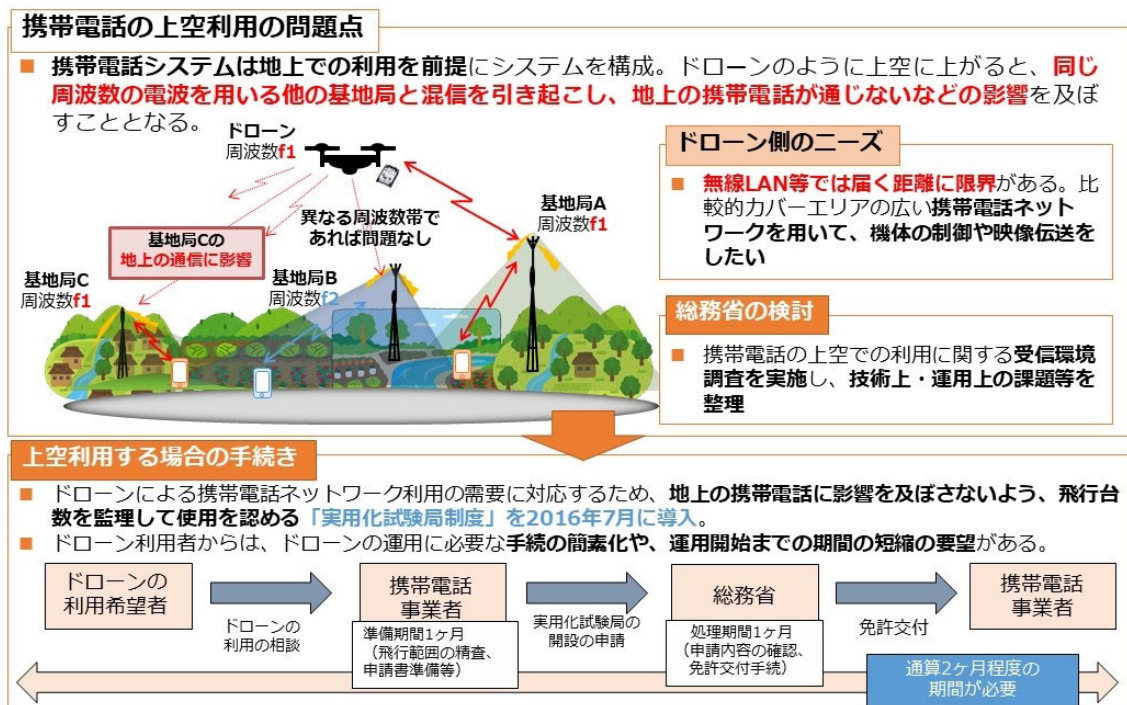 携帯電話の上空利用の問題点
■ 携帯電話システムは地上での利用を前提にシステムを構成。ドローンのように上空に上がると、同じ
周波数の電波を用いる他の基地局と混信を引き起こし、地上の携帯電話が通じないなどの影響を及ぼ
すこととなる。
ドローン
周波数f1
異なる周波数帯で
あれば問題なし
基地局A
周波数f1
基地局Cの
地上の通信に影響
基地局C
周波数f1
基地局B
周波数f2
ドローン側のニーズ
■ 無線LAN等では届く距離に限界がある。比
較的カバーエリアの広い携帯電話ネット
ワークを用いて、機体の制御や映像伝送を
したい
総務省の検討
■ 携帯電話の上空での利用に関する受信環境
調査を実施し、技術上・運用上の課題等を
整理
上空利用する場合の手続き
■ ドローンによる携帯電話ネットワーク利用の需要に対応するため、地上の携帯電話に影響を及ぼさないよう、飛行台
数を監理して使用を認める「実用化試験局制度」を2016年7月に導入。
■ ドローン利用者からは、ドローンの運用に必要な手続の簡素化や、運用開始までの期間の短縮の要望がある。
ドローンの
利用希望者
ドローンの
利用の相談
携帯電話
事業者
準備期間1ヶ月
(飛行範囲の精査、
申請書準備等)
実用化試験局の
開設の申請
総務省
処理期間1ヶ月
(申請内容の確認、
免許交付手続)
免許交付
携帯電話
事業者
通算2ヶ月程度の
期間が必要